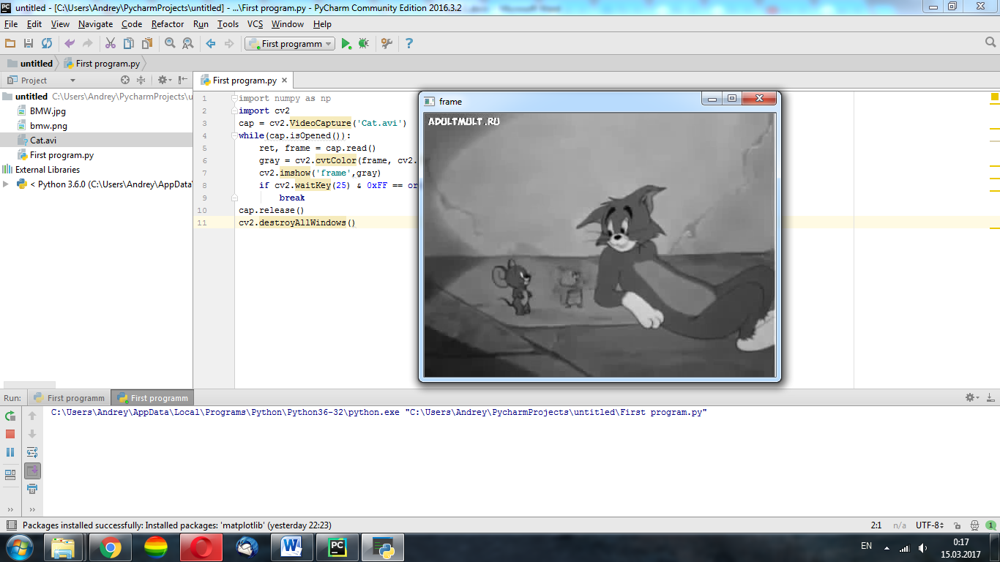 untitled - [C:\Users\Andrey\PycharmProjects\untitled] - ...\First program.py - PyCharm Community Edition 2016.3.2
File Edit View Navigate Code Refactor Run Tools VCS Window Help
First programm
untitled First program.py
Project
First program.py
untitled C:\Users\Andrey\PycharmProjects\u
BMW.jpg
bmw.png
Cat.avi
First program.py
External Libraries
< Python 3.6.0 (C:\Users\Andrey\AppData\
1 import numpy as np
2 import cv2
3 cap = cv2.VideoCapture('Cat.avi')
4 while(cap.isOpened()):
5 ret, frame = cap.read()
6 gray = cv2.cvtColor(frame, cv2.
7 cv2.imshow('frame',gray)
8 if cv2.waitKey(25) & 0xFF == or
9 break
10 cap.release()
11 cv2.destroyAllWindows()
frame
ADULTMULT.RU
Run: First programm First programm
C:\Users\Andrey\AppData\Local\Programs\Python\Python36-32\python.exe "C:\Users\Andrey\PycharmProjects\untitled\First program.py"
Packages installed successfully: Installed packages: 'matplotlib' (yesterday 22:23)
2:1 n/a UTF-8 1
EN
0:17
15.03.2017